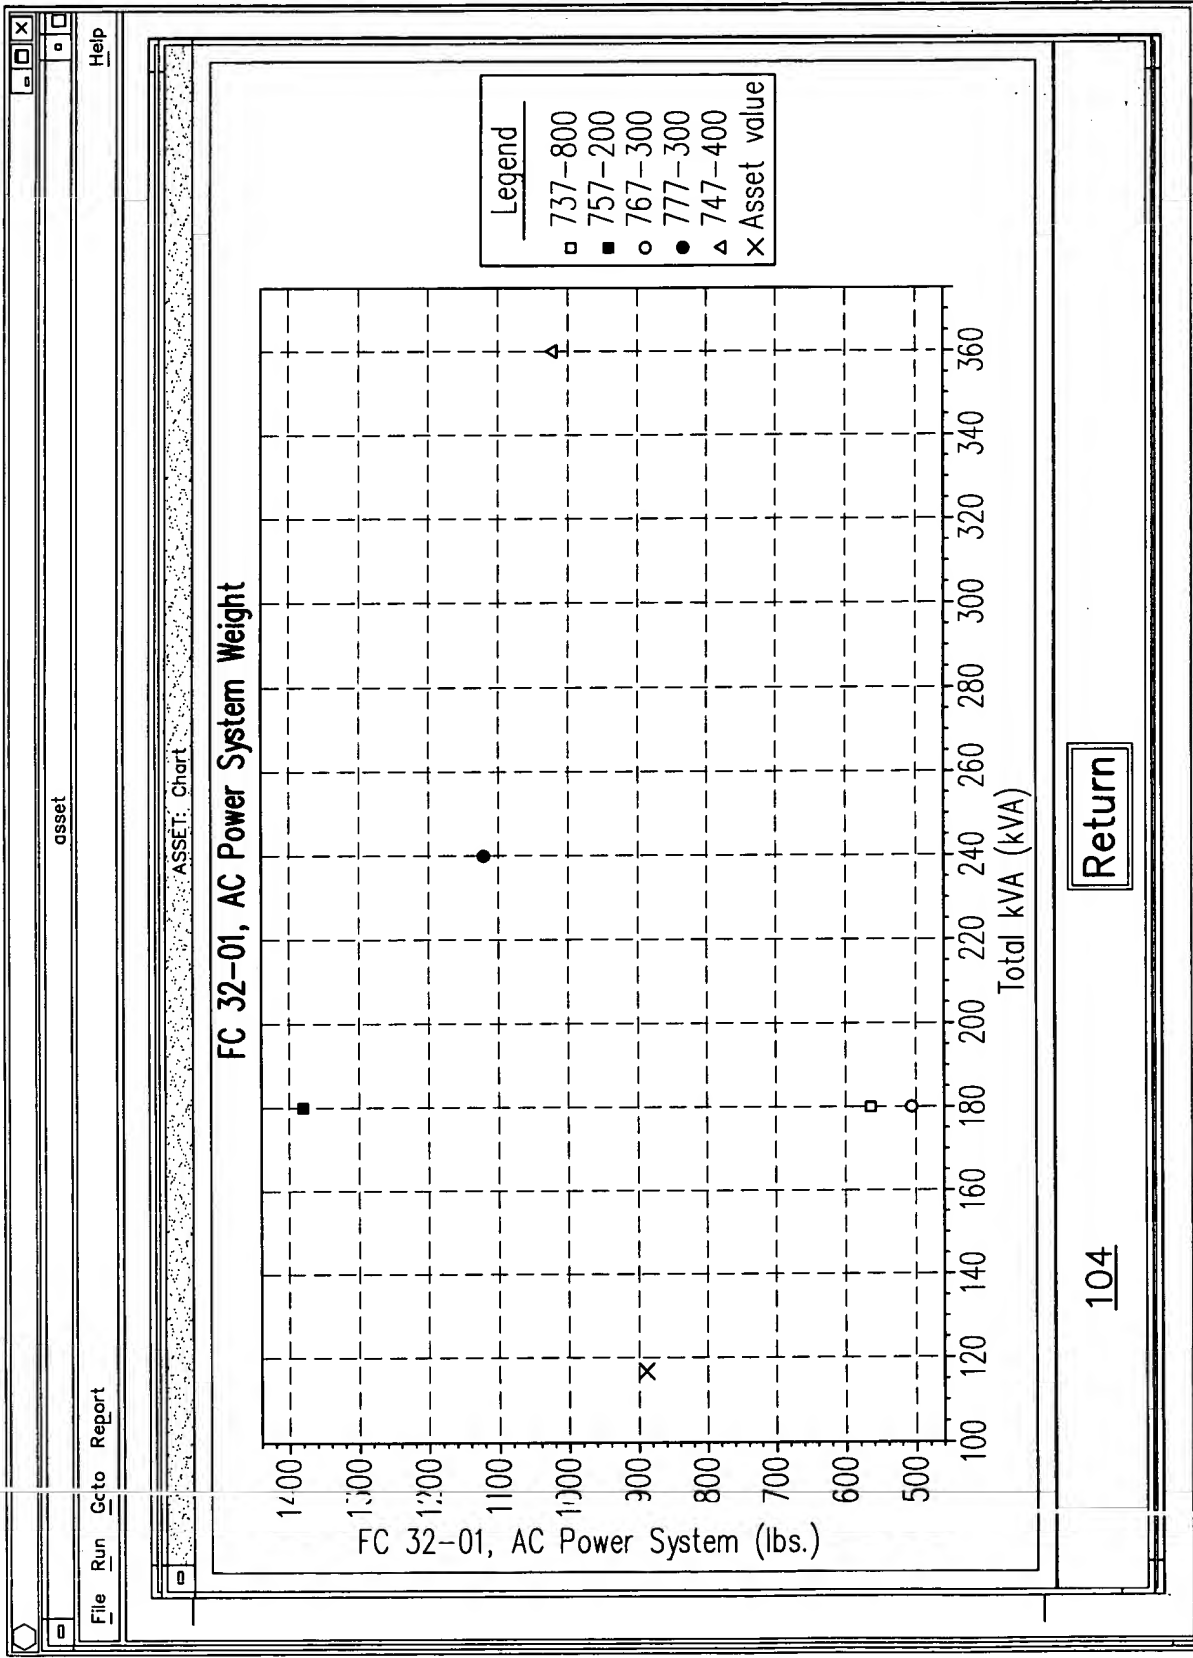 asset
File Run Goto Report Help
ASSET: Chart
FC 32-01, AC Power System Weight
FC 32-01, AC Power System (lbs.)
1400
1300
1200
1100
1000
900
800
700
600
500
100 120 140 160 180 200 220 240 260 280 300 320 340 360
Total kVA (kVA)
Legend
737-800
757-200
767-300
777-300
747-400
Asset value
104
Return